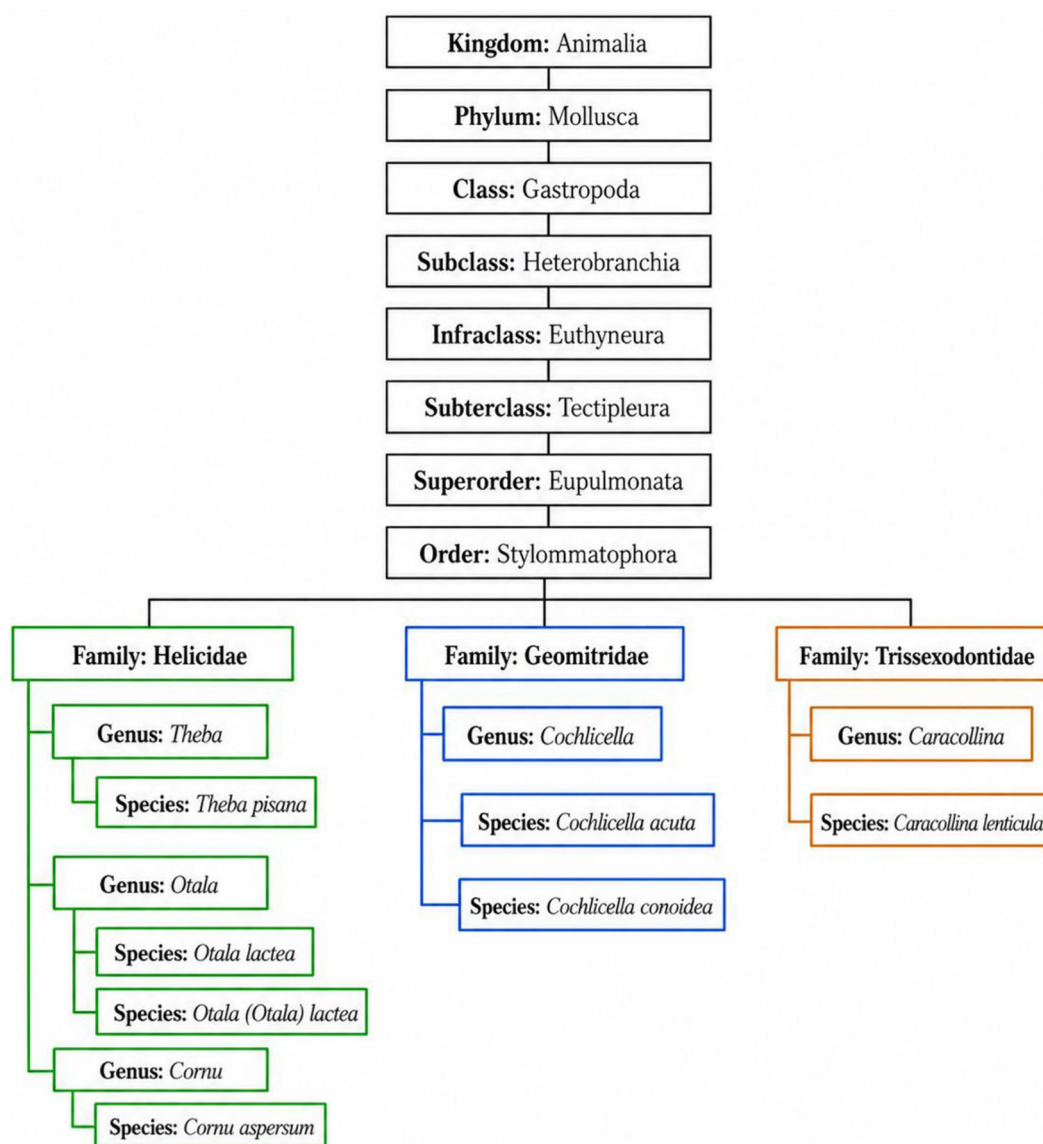 Kingdom: Animalia
Phylum: Mollusca
Class: Gastropoda
Subclass: Heterobranchia
Infraclass: Euthyneura
Subterclass: Tectipleura
Superorder: Eupulmonata
Order: Stylommatophora
Family: Helicidae
Genus: Theba
Species: Theba pisana
Genus: Otala
Species: Otala lactea
Species: Otala (Otala) lactea
Genus: Cornu
Species: Cornu aspersum
Family: Geomitridae
Genus: Cochlicella
Species: Cochlicella acuta
Species: Cochlicella conoidea
Family: Trissexodontidae
Genus: Caracollina
Species: Caracollina lenticula